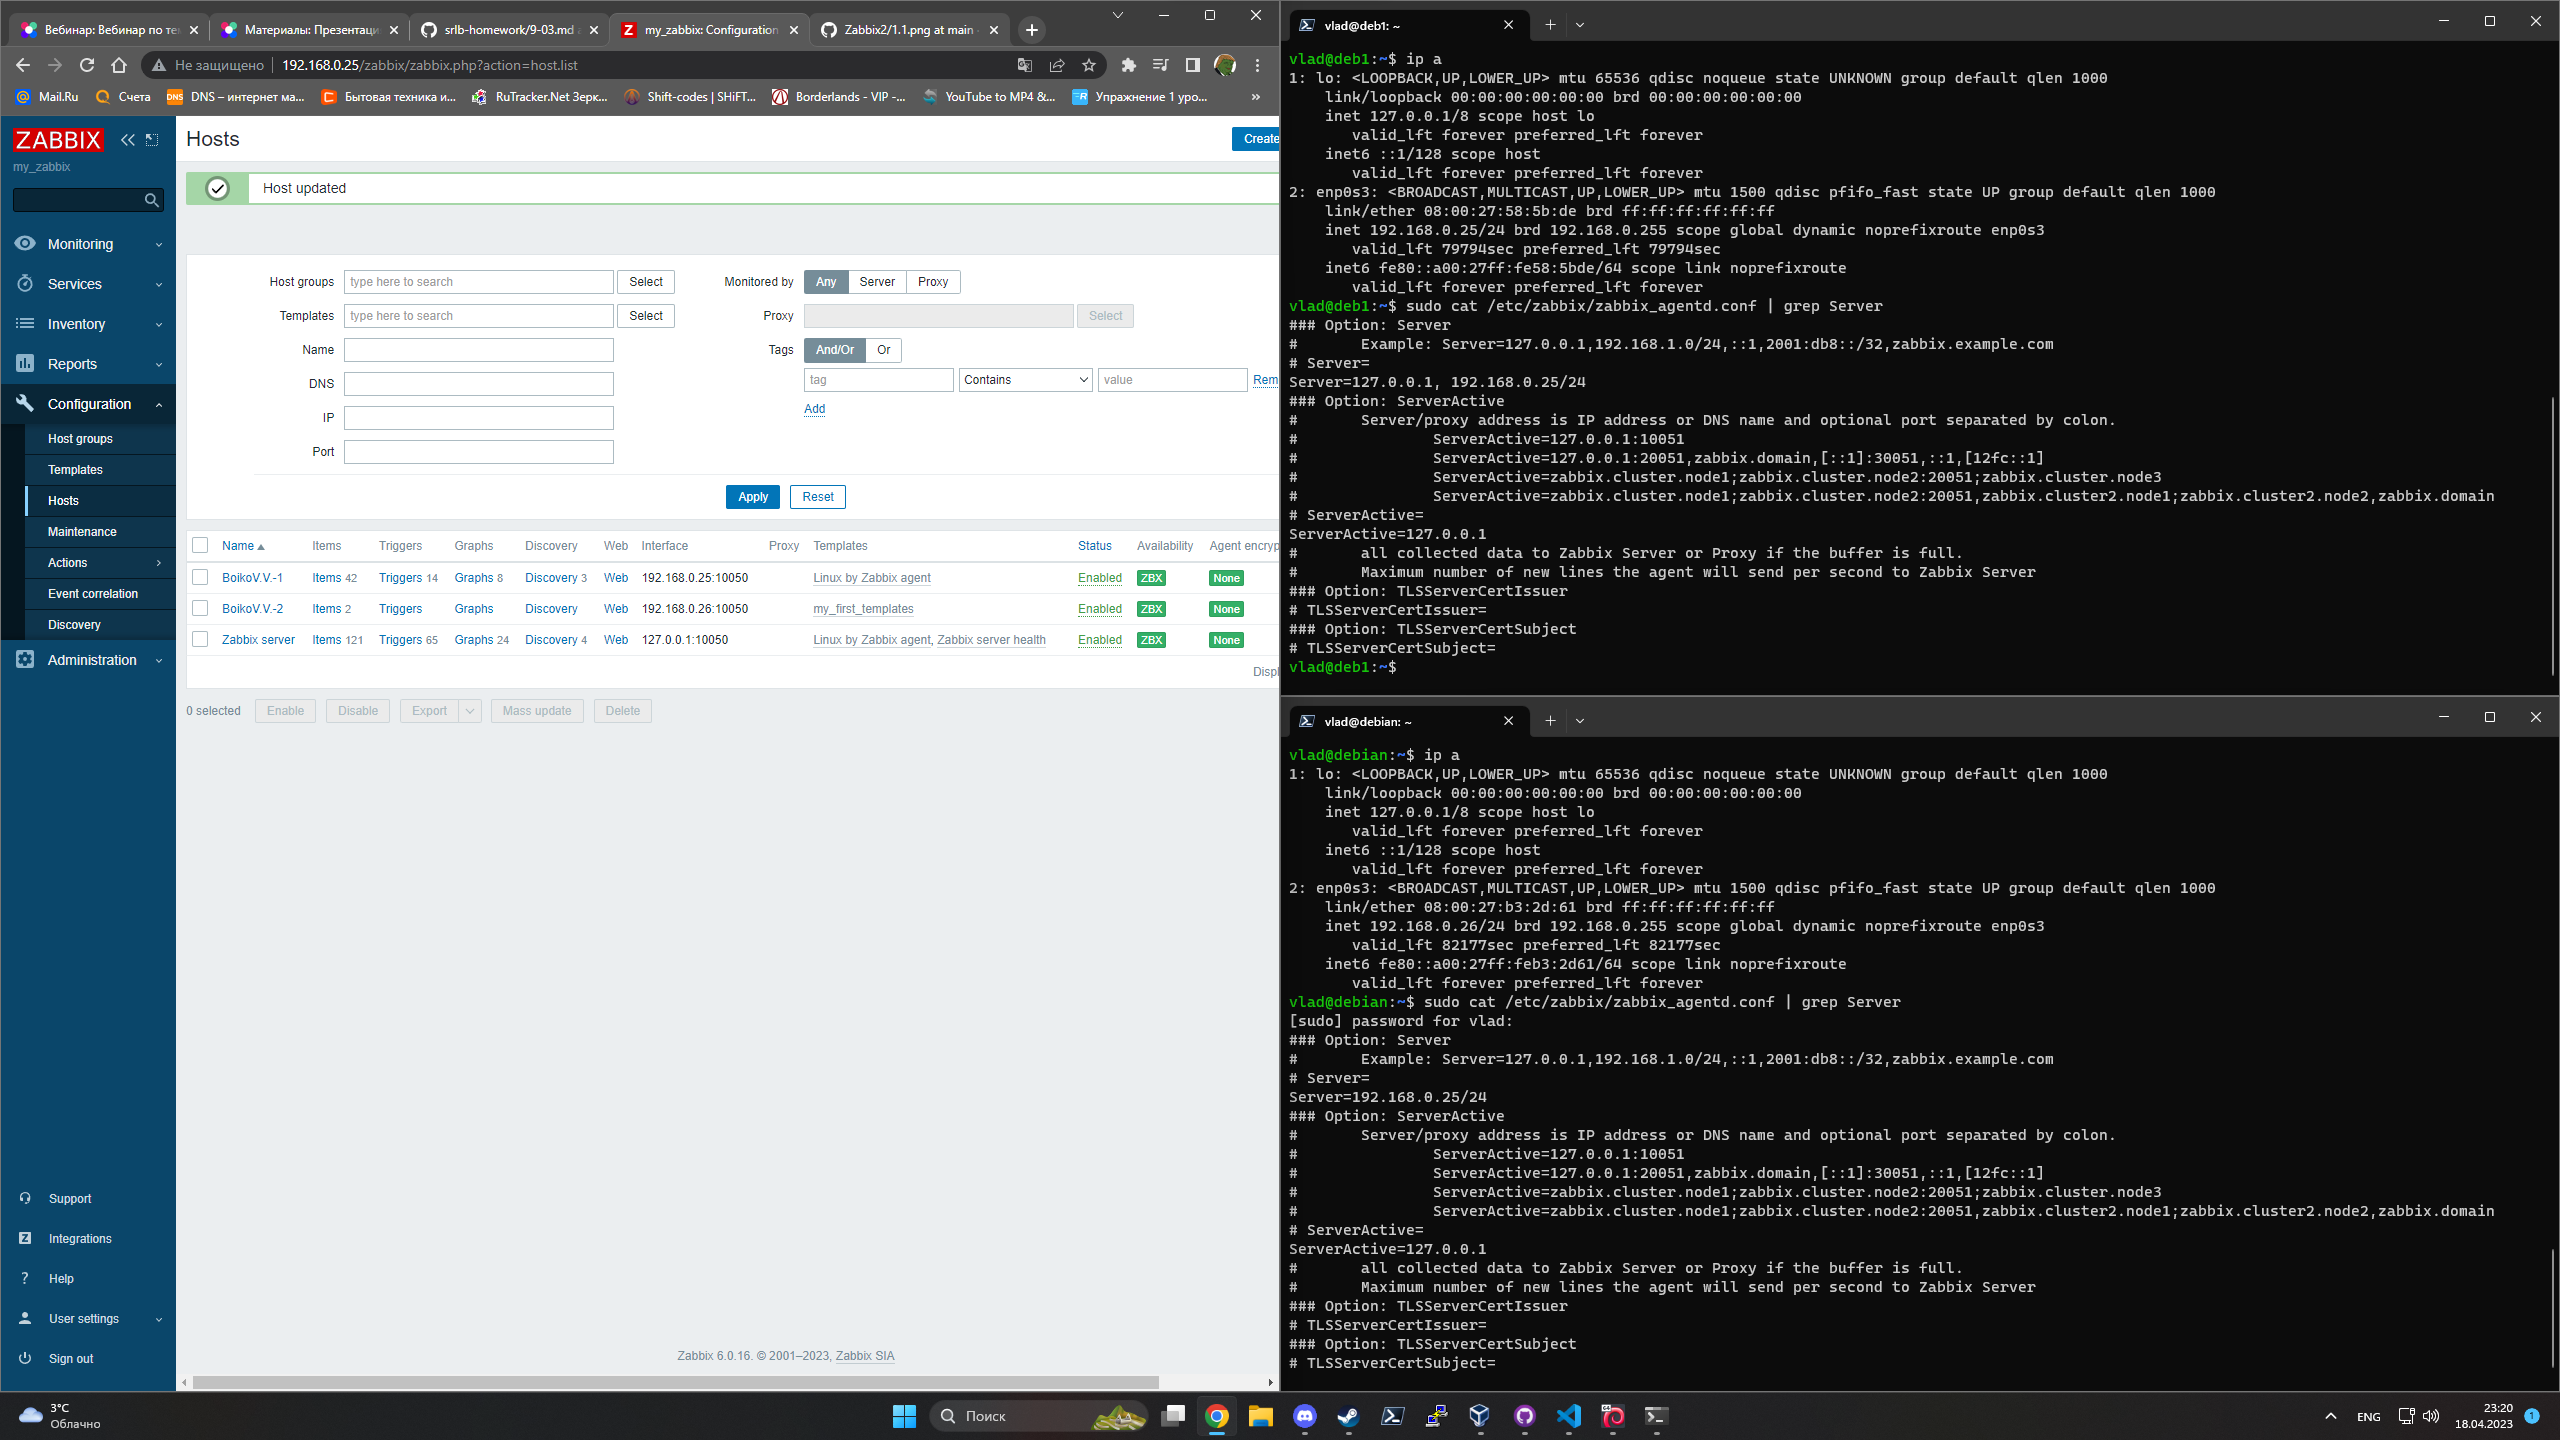 Вебинар: Вебинар по те
Материалы: Презентаци
srlb-homework/9-03.md a
my_zabbix: Configuration
Zabbix2/1.1.png at main ·
Не защищено
192.168.0.25/zabbix/zabbix.php?action=host.list
Mail.Ru
Счета
DNS – интернет ма...
Бытовая техника и...
RuTracker.Net Зерк...
Shift-codes | SHiFT...
Borderlands - VIP -...
YouTube to MP4 &...
Упражнение 1 уро...
»
ZABBIX
my_zabbix
Monitoring
Services
Inventory
Reports
Configuration
Host groups
Templates
Hosts
Maintenance
Actions
Event correlation
Discovery
Administration
Support
Integrations
Help
User settings
Sign out
Hosts
Create
Host updated
Host groups type here to search Select
Templates type here to search Select
Name
DNS
IP
Port
Monitored by Any Server Proxy
Proxy Select
Tags And/Or Or
tag Contains value Rem
Add
Apply Reset
Name Items Triggers Graphs Discovery Web Interface Proxy Templates Status Availability Agent encryp
BoikoV.V.-1 Items 42 Triggers 14 Graphs 8 Discovery 3 Web 192.168.0.25:10050 Linux by Zabbix agent Enabled ZBX None
BoikoV.V.-2 Items 2 Triggers Graphs Discovery Web 192.168.0.26:10050 my_first_templates Enabled ZBX None
Zabbix server Items 121 Triggers 65 Graphs 24 Discovery 4 Web 127.0.0.1:10050 Linux by Zabbix agent, Zabbix server health Enabled ZBX None
Displ
0 selected Enable Disable Export Mass update Delete
Zabbix 6.0.16. © 2001–2023, Zabbix SIA
vlad@deb1: ~
vlad@deb1:~$ ip a
1: lo: <LOOPBACK,UP,LOWER_UP> mtu 65536 qdisc noqueue state UNKNOWN group default qlen 1000
link/loopback 00:00:00:00:00:00 brd 00:00:00:00:00:00
inet 127.0.0.1/8 scope host lo
valid_lft forever preferred_lft forever
inet6 ::1/128 scope host
valid_lft forever preferred_lft forever
2: enp0s3: <BROADCAST,MULTICAST,UP,LOWER_UP> mtu 1500 qdisc pfifo_fast state UP group default qlen 1000
link/ether 08:00:27:58:5b:de brd ff:ff:ff:ff:ff:ff
inet 192.168.0.25/24 brd 192.168.0.255 scope global dynamic noprefixroute enp0s3
valid_lft 79794sec preferred_lft 79794sec
inet6 fe80::a00:27ff:fe58:5bde/64 scope link noprefixroute
valid_lft forever preferred_lft forever
vlad@deb1:~$ sudo cat /etc/zabbix/zabbix_agentd.conf | grep Server
### Option: Server
# Example: Server=127.0.0.1,192.168.1.0/24,::1,2001:db8::/32,zabbix.example.com
# Server=
Server=127.0.0.1, 192.168.0.25/24
### Option: ServerActive
# Server/proxy address is IP address or DNS name and optional port separated by colon.
# ServerActive=127.0.0.1:10051
# ServerActive=127.0.0.1:20051,zabbix.domain,[::1]:30051,::1,[12fc::1]
# ServerActive=zabbix.cluster.node1;zabbix.cluster.node2:20051;zabbix.cluster.node3
# ServerActive=zabbix.cluster.node1;zabbix.cluster.node2:20051,zabbix.cluster2.node1;zabbix.cluster2.node2,zabbix.domain
# ServerActive=
ServerActive=127.0.0.1
# all collected data to Zabbix Server or Proxy if the buffer is full.
# Maximum number of new lines the agent will send per second to Zabbix Server
### Option: TLSServerCertIssuer
# TLSServerCertIssuer=
### Option: TLSServerCertSubject
# TLSServerCertSubject=
vlad@deb1:~$
vlad@debian: ~
vlad@debian:~$ ip a
1: lo: <LOOPBACK,UP,LOWER_UP> mtu 65536 qdisc noqueue state UNKNOWN group default qlen 1000
link/loopback 00:00:00:00:00:00 brd 00:00:00:00:00:00
inet 127.0.0.1/8 scope host lo
valid_lft forever preferred_lft forever
inet6 ::1/128 scope host
valid_lft forever preferred_lft forever
2: enp0s3: <BROADCAST,MULTICAST,UP,LOWER_UP> mtu 1500 qdisc pfifo_fast state UP group default qlen 1000
link/ether 08:00:27:b3:2d:61 brd ff:ff:ff:ff:ff:ff
inet 192.168.0.26/24 brd 192.168.0.255 scope global dynamic noprefixroute enp0s3
valid_lft 82177sec preferred_lft 82177sec
inet6 fe80::a00:27ff:feb3:2d61/64 scope link noprefixroute
valid_lft forever preferred_lft forever
vlad@debian:~$ sudo cat /etc/zabbix/zabbix_agentd.conf | grep Server
[sudo] password for vlad:
### Option: Server
# Example: Server=127.0.0.1,192.168.1.0/24,::1,2001:db8::/32,zabbix.example.com
# Server=
Server=192.168.0.25/24
### Option: ServerActive
# Server/proxy address is IP address or DNS name and optional port separated by colon.
# ServerActive=127.0.0.1:10051
# ServerActive=127.0.0.1:20051,zabbix.domain,[::1]:30051,::1,[12fc::1]
# ServerActive=zabbix.cluster.node1;zabbix.cluster.node2:20051;zabbix.cluster.node3
# ServerActive=zabbix.cluster.node1;zabbix.cluster.node2:20051,zabbix.cluster2.node1;zabbix.cluster2.node2,zabbix.domain
# ServerActive=
ServerActive=127.0.0.1
# all collected data to Zabbix Server or Proxy if the buffer is full.
# Maximum number of new lines the agent will send per second to Zabbix Server
### Option: TLSServerCertIssuer
# TLSServerCertIssuer=
### Option: TLSServerCertSubject
# TLSServerCertSubject=
3°C
Облачно
Поиск
ENG
23:20
18.04.2023
1